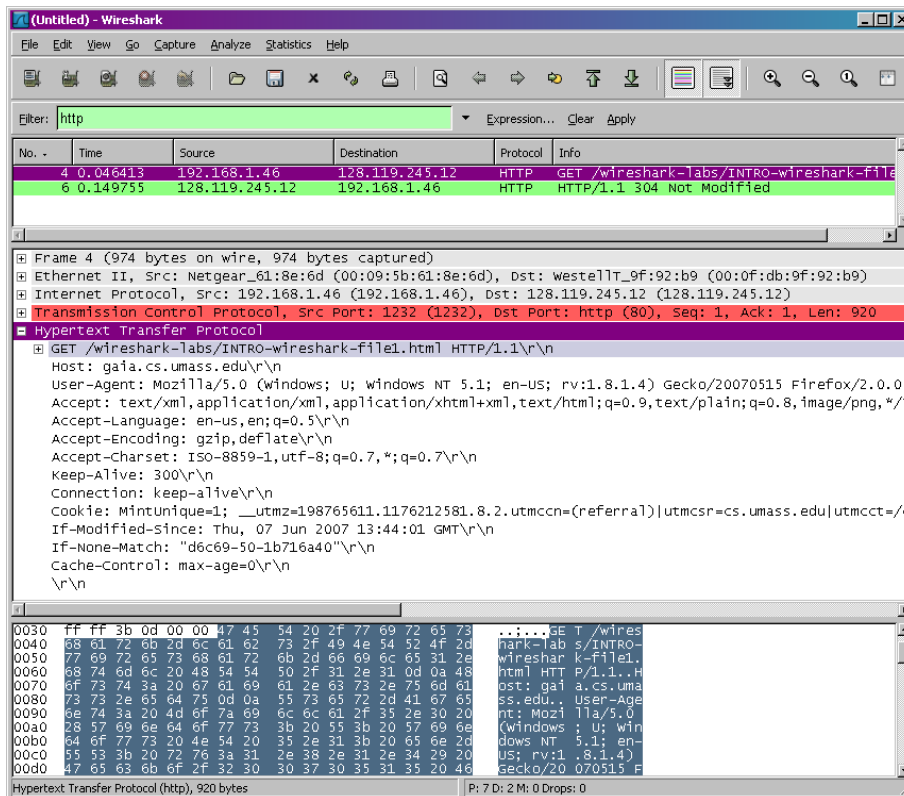 (Untitled) - Wireshark
File Edit View Go Capture Analyze Statistics Help
Filter: http Expression... Clear Apply
No. - Time Source Destination Protocol Info
4 0.046413 192.168.1.46 128.119.245.12 HTTP GET /wireshark-labs/INTRO-wireshark-file
6 0.149755 128.119.245.12 192.168.1.46 HTTP HTTP/1.1 304 Not Modified
Frame 4 (974 bytes on wire, 974 bytes captured)
Ethernet II, Src: Netgear_61:8e:6d (00:09:5b:61:8e:6d), Dst: WestellT_9f:92:b9 (00:0f:db:9f:92:b9)
Internet Protocol, Src: 192.168.1.46 (192.168.1.46), Dst: 128.119.245.12 (128.119.245.12)
Transmission Control Protocol, Src Port: 1232 (1232), Dst Port: http (80), Seq: 1, Ack: 1, Len: 920
Hypertext Transfer Protocol
GET /wireshark-labs/INTRO-wireshark-file1.html HTTP/1.1\r\n
Host: gaia.cs.umass.edu\r\n
User-Agent: Mozilla/5.0 (Windows; U; Windows NT 5.1; en-US; rv:1.8.1.4) Gecko/20070515 Firefox/2.0.0
Accept: text/xml,application/xml,application/xhtml+xml,text/html;q=0.9,text/plain;q=0.8,image/png,*/
Accept-Language: en-us,en;q=0.5\r\n
Accept-Encoding: gzip,deflate\r\n
Accept-Charset: ISO-8859-1,utf-8;q=0.7,*;q=0.7\r\n
Keep-Alive: 300\r\n
Connection: keep-alive\r\n
Cookie: MintUnique=1; __utmz=198765611.1176212581.8.2.utmccn=(referral)|utmcsr=cs.umass.edu|utmcct=/
If-Modified-Since: Thu, 07 Jun 2007 13:44:01 GMT\r\n
If-None-Match: "d6c69-50-1b716a40"\r\n
Cache-Control: max-age=0\r\n
\r\n
0030 ff ff 3b 0d 00 00 47 45 54 20 2f 77 69 72 65 73 ..;...GE T /wires
0040 68 61 72 6b 2d 6c 61 62 73 2f 49 4e 54 52 4f 2d hark-lab s/INTRO-
0050 77 69 72 65 73 68 61 72 6b 2d 66 69 6c 65 31 2e wireshar k-file1.
0060 68 74 6d 6c 20 48 54 54 50 2f 31 2e 31 0d 0a 48 html HTT P/1.1..H
0070 6f 73 74 3a 20 67 61 69 61 2e 63 73 2e 75 6d 61 ost: gai a.cs.uma
0080 73 73 2e 65 64 75 0d 0a 55 73 65 72 2d 41 67 65 ss.edu.. User-Age
0090 6e 74 3a 20 4d 6f 7a 69 6c 6c 61 2f 35 2e 30 20 nt: Mozi lla/5.0
00a0 28 57 69 6e 64 6f 77 73 3b 20 55 3b 20 57 69 6e (Windows ; U; Win
00b0 64 6f 77 73 20 4e 54 20 35 2e 31 3b 20 65 6e 2d dows NT 5.1; en-
00c0 55 53 3b 20 72 76 3a 31 2e 38 2e 31 2e 34 29 20 US; rv:1 .8.1.4)
00d0 47 65 63 6b 6f 2f 32 30 30 37 30 35 31 35 20 46 Gecko/20 070515 F
Hypertext Transfer Protocol (http), 920 bytes P: 7 D: 2 M: 0 Drops: 0